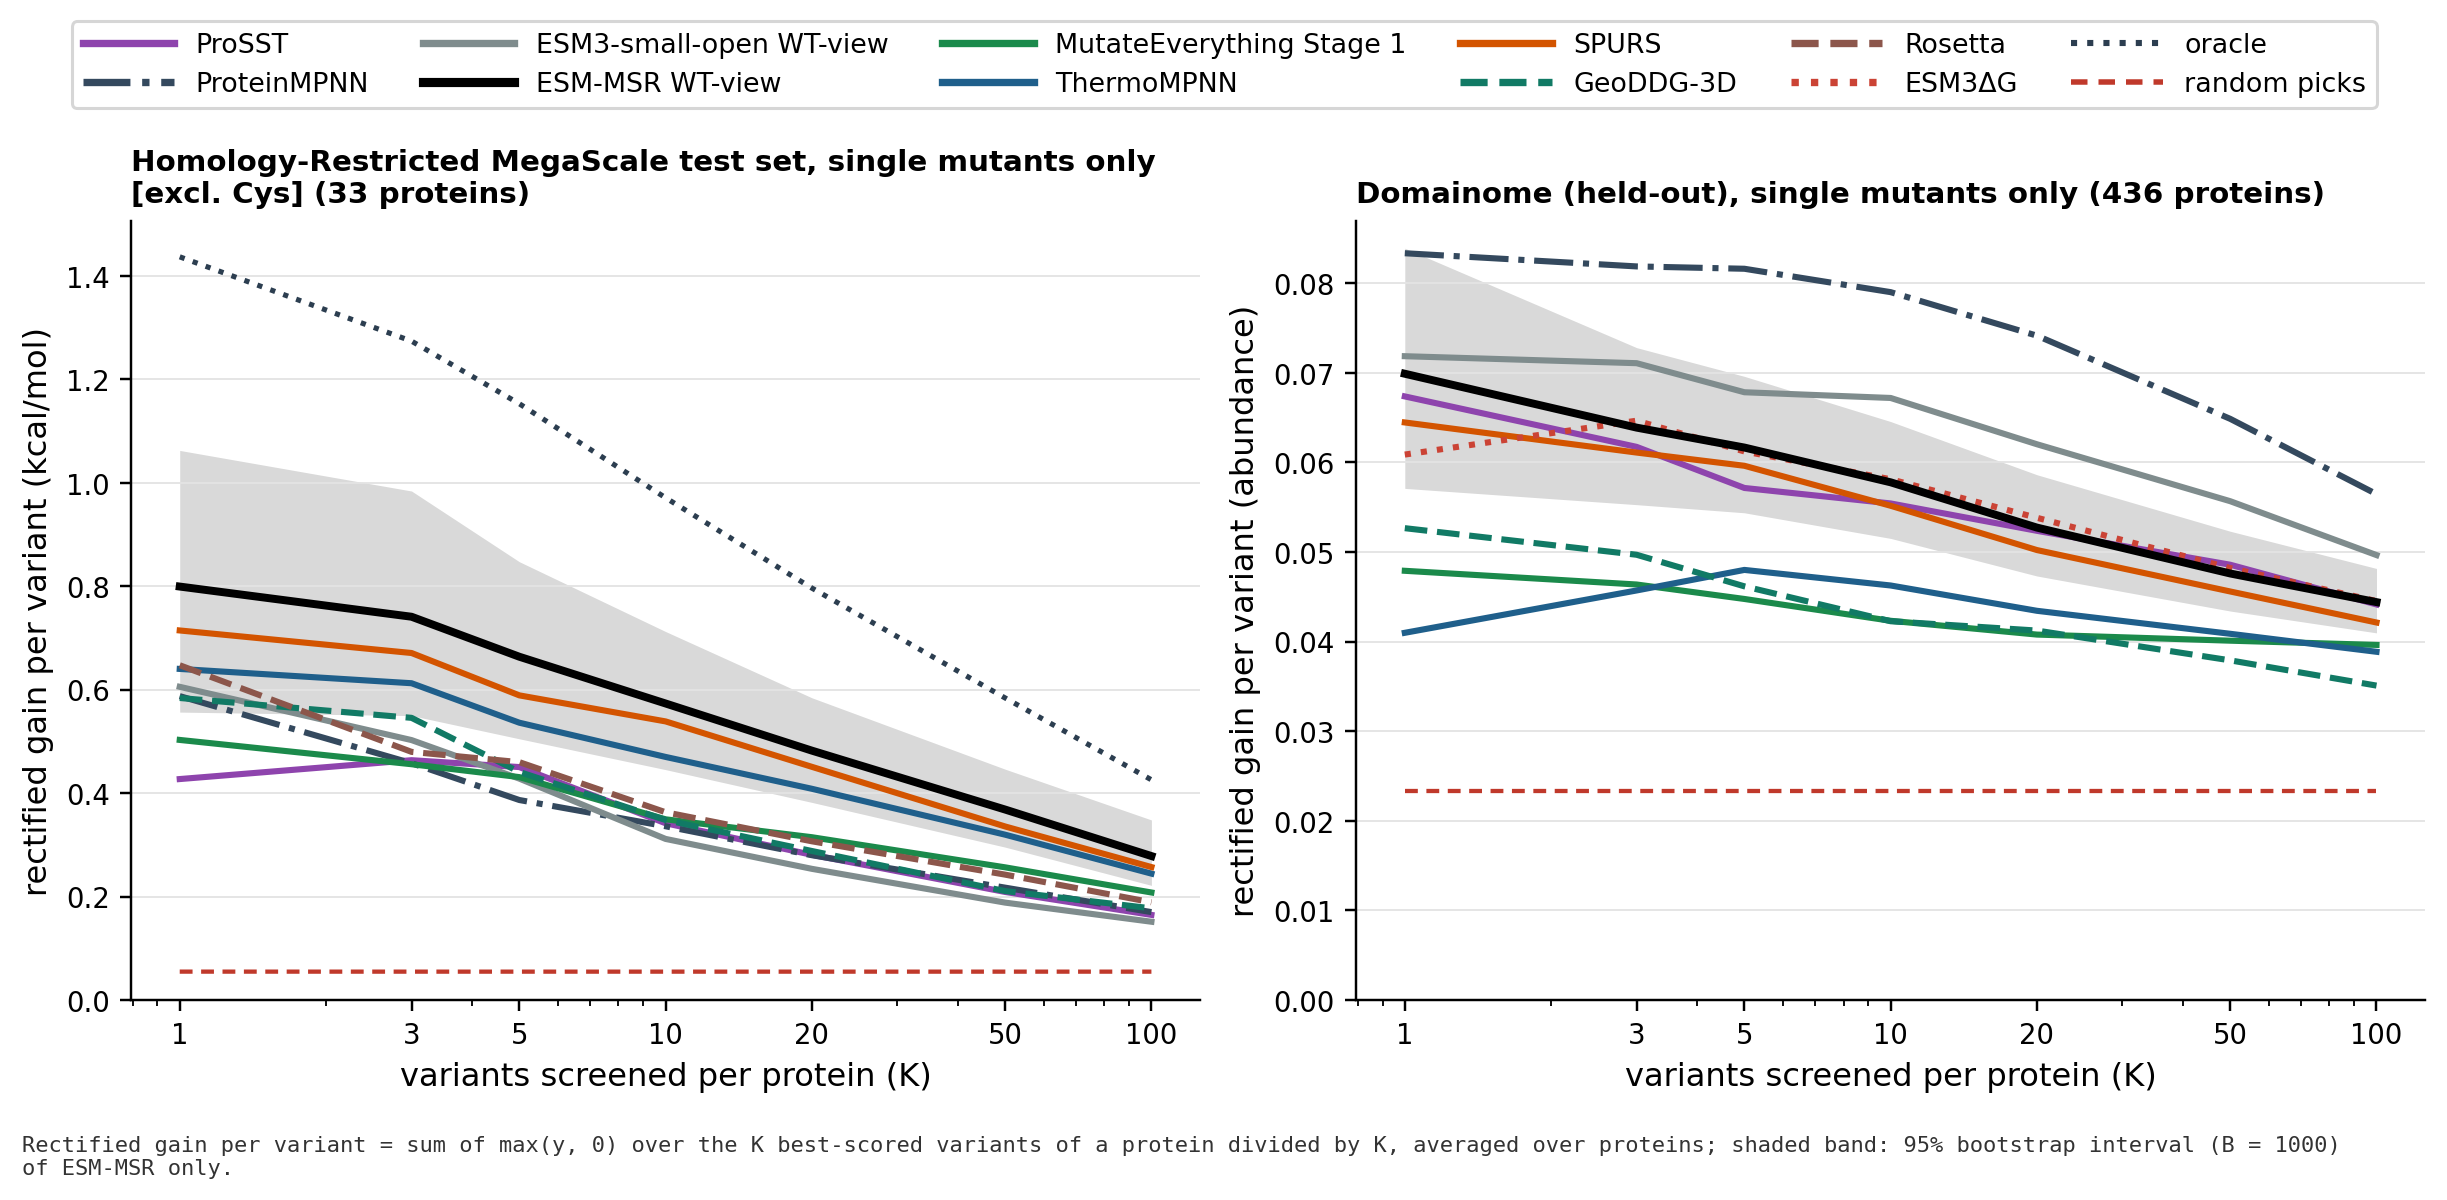 ProSST
ESM3-small-open WT-view
MutateEverything Stage 1
SPURS
Rosetta
oracle
ProteinMPNN
ESM-MSR WT-view
ThermoMPNN
GeoDDG-3D
ESM3ΔG
random picks
Homology-Restricted MegaScale test set, single mutants only
[excl. Cys] (33 proteins)
rectified gain per variant (kcal/mol)
1.4
1.2
1.0
0.8
0.6
0.4
0.2
0.0
1 3 5 10 20 50 100
variants screened per protein (K)
Domainome (held-out), single mutants only (436 proteins)
rectified gain per variant (abundance)
0.08
0.07
0.06
0.05
0.04
0.03
0.02
0.01
0.00
1 3 5 10 20 50 100
variants screened per protein (K)
Rectified gain per variant = sum of max(y, 0) over the K best-scored variants of a protein divided by K, averaged over proteins; shaded band: 95% bootstrap interval (B = 1000)
of ESM-MSR only.